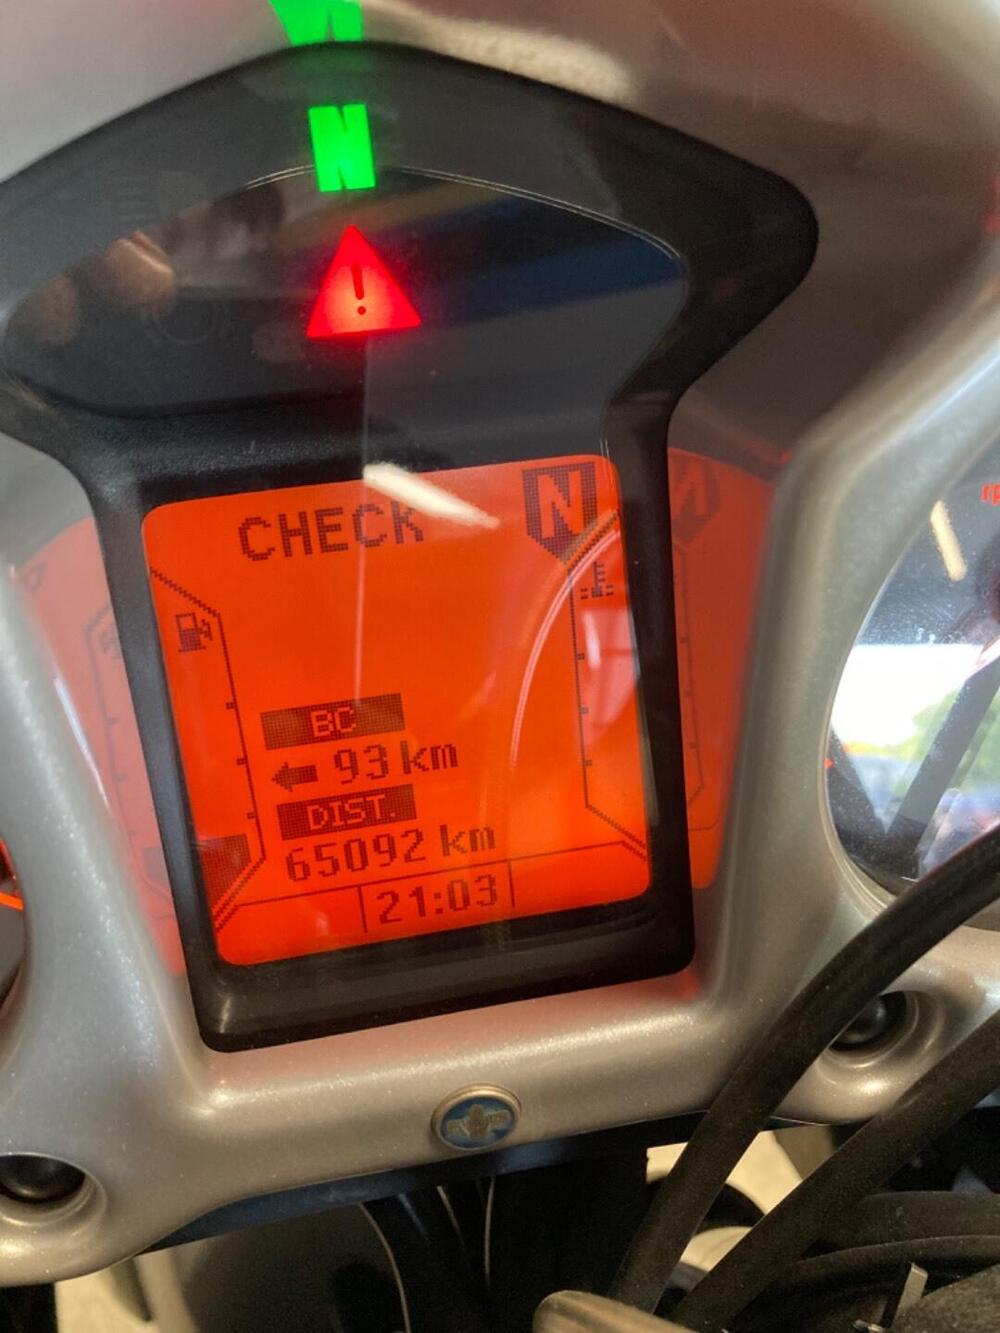 N
CHECK
N
BC
93 km
DIST.
65092 km
21:03